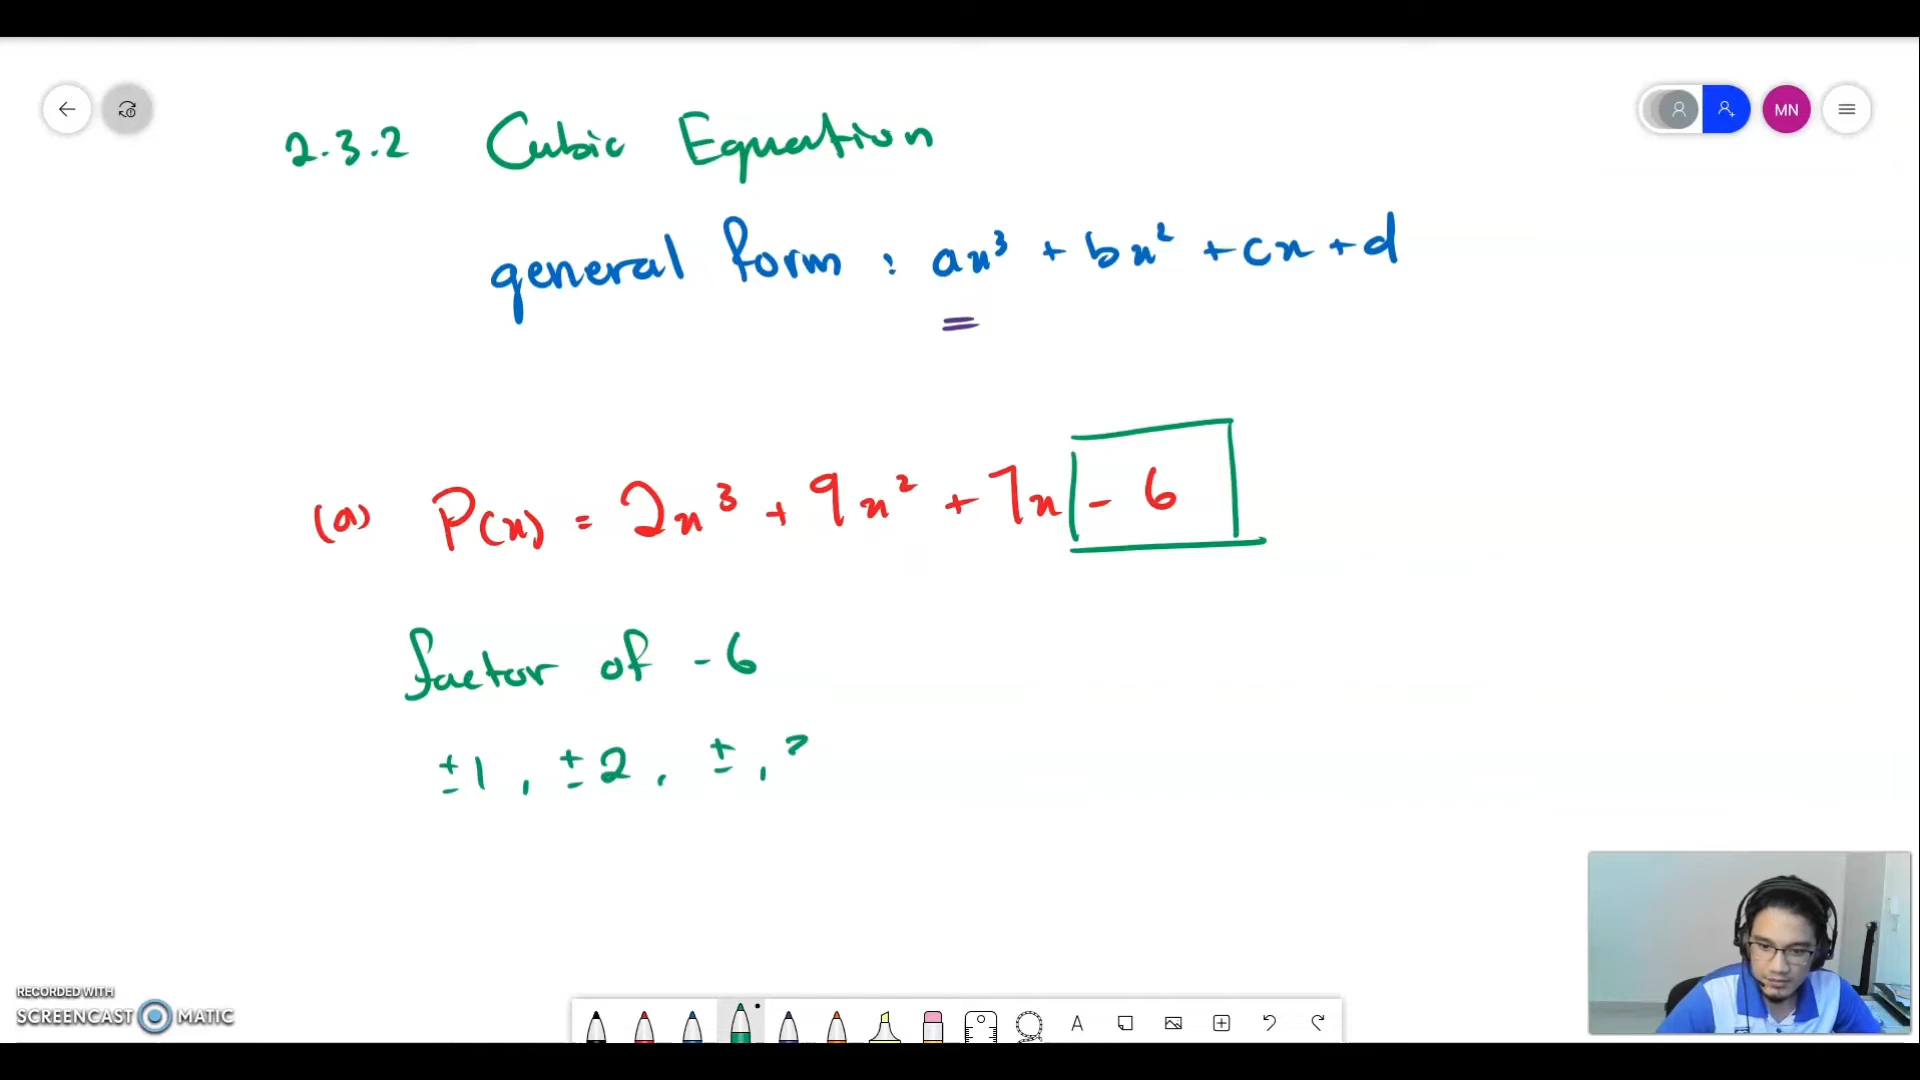 MN
2.3.2 Cubic Equation
general form : ax³ + bx² + cx + d
(a) P(x) = 2x³ + 9x² + 7x - 6
factor of -6
±1, ±2, ±,
RECORDED WITH
SCREENCAST MATIC
A